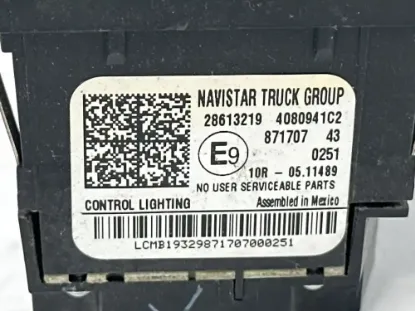 NAVISTAR TRUCK GROUP
28613219 4080941C2
871707 43
E9 0251
10R - 05.11489
NO USER SERVICEABLE PARTS
CONTROL LIGHTING Assembled in Mexico
LCMB19329871707000251